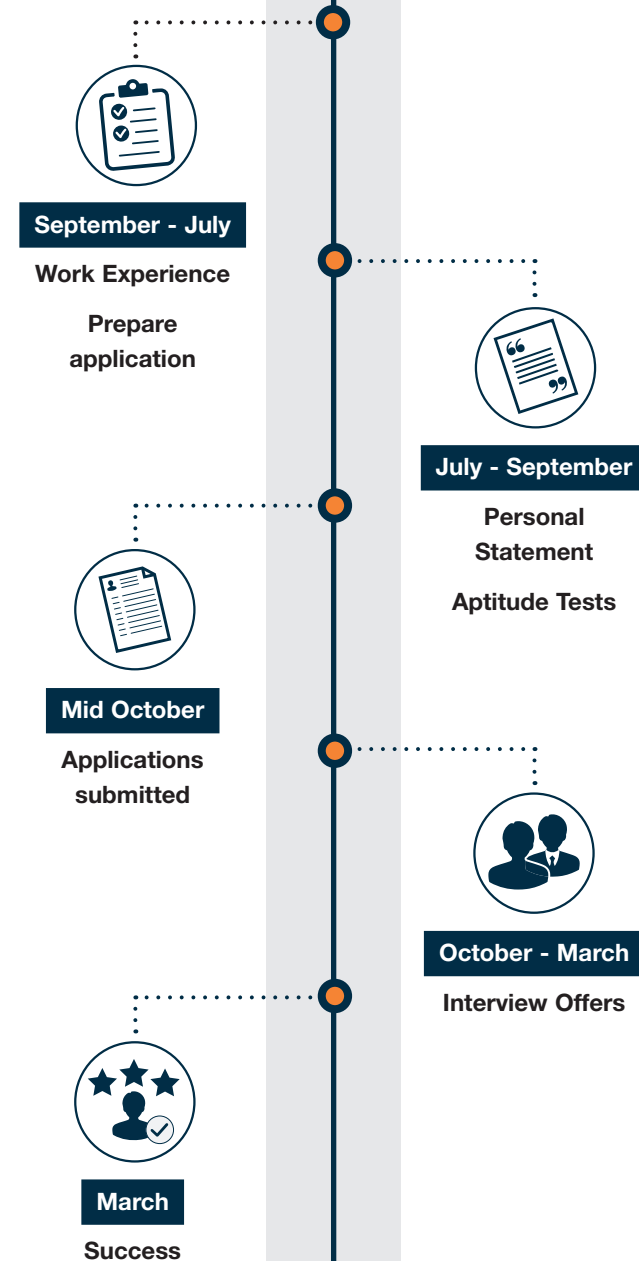 September - July
Work Experience
Prepare
application
July - September
Personal
Statement
Aptitude Tests
Mid October
Applications
submitted
October - March
Interview Offers
March
Success